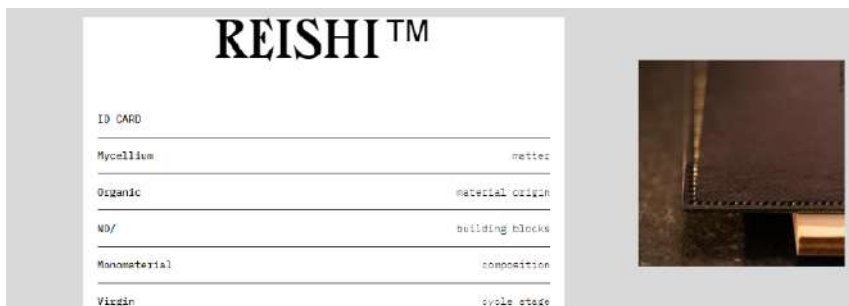 REISHI™
ID CARD
Mycellium matter
Organic material origin
NO/ building blocks
Monomaterial composition
Virgin cycle stage